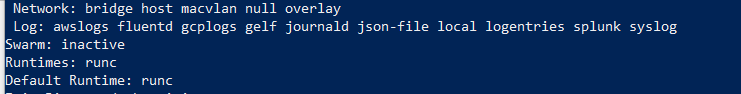 Network: bridge host macvlan null overlay
Log: awslogs fluentd gcplogs gelf journald json-file local logentries splunk syslog
Swarm: inactive
Runtimes: runc
Default Runtime: runc